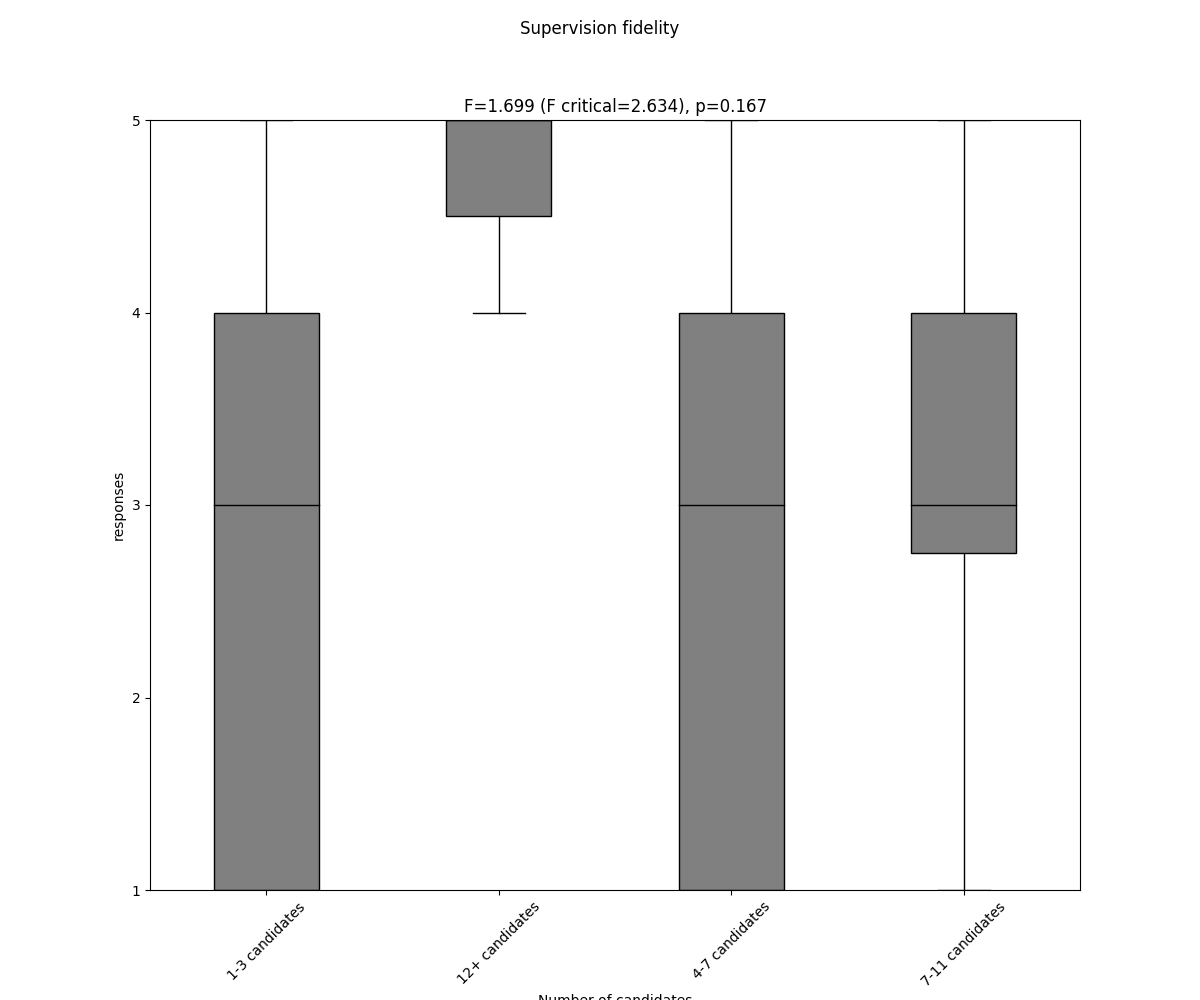 Supervision fidelity
F=1.699 (F critical=2.634), p=0.167
5
4
3
2
1
responses
1-3 candidates
12+ candidates
4-7 candidates
7-11 candidates
Number of candidates